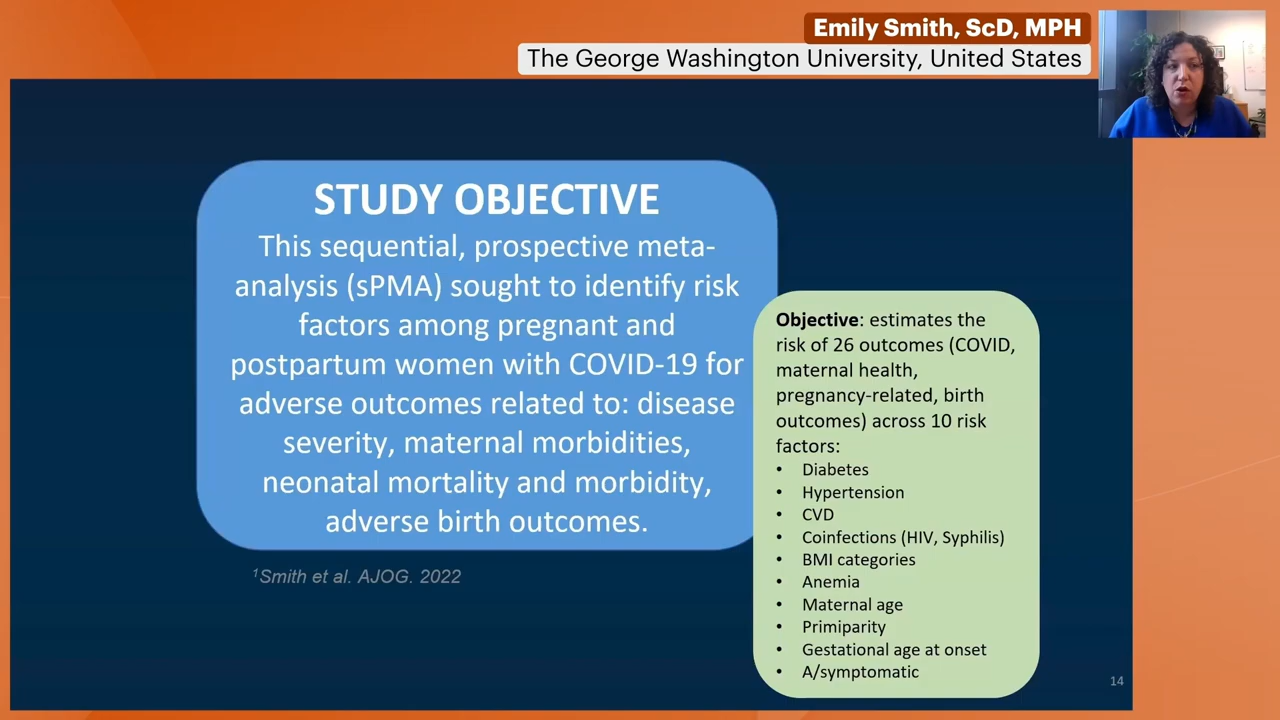 Emily Smith, ScD, MPH
The George Washington University, United States
STUDY OBJECTIVE
This sequential, prospective meta-
analysis (sPMA) sought to identify risk
factors among pregnant and
postpartum women with COVID-19 for
adverse outcomes related to: disease
severity, maternal morbidities,
neonatal mortality and morbidity,
adverse birth outcomes.
¹Smith et al. AJOG. 2022
Objective: estimates the
risk of 26 outcomes (COVID,
maternal health,
pregnancy-related, birth
outcomes) across 10 risk
factors:
• Diabetes
• Hypertension
• CVD
• Coinfections (HIV, Syphilis)
• BMI categories
• Anemia
• Maternal age
• Primiparity
• Gestational age at onset
• A/symptomatic
14